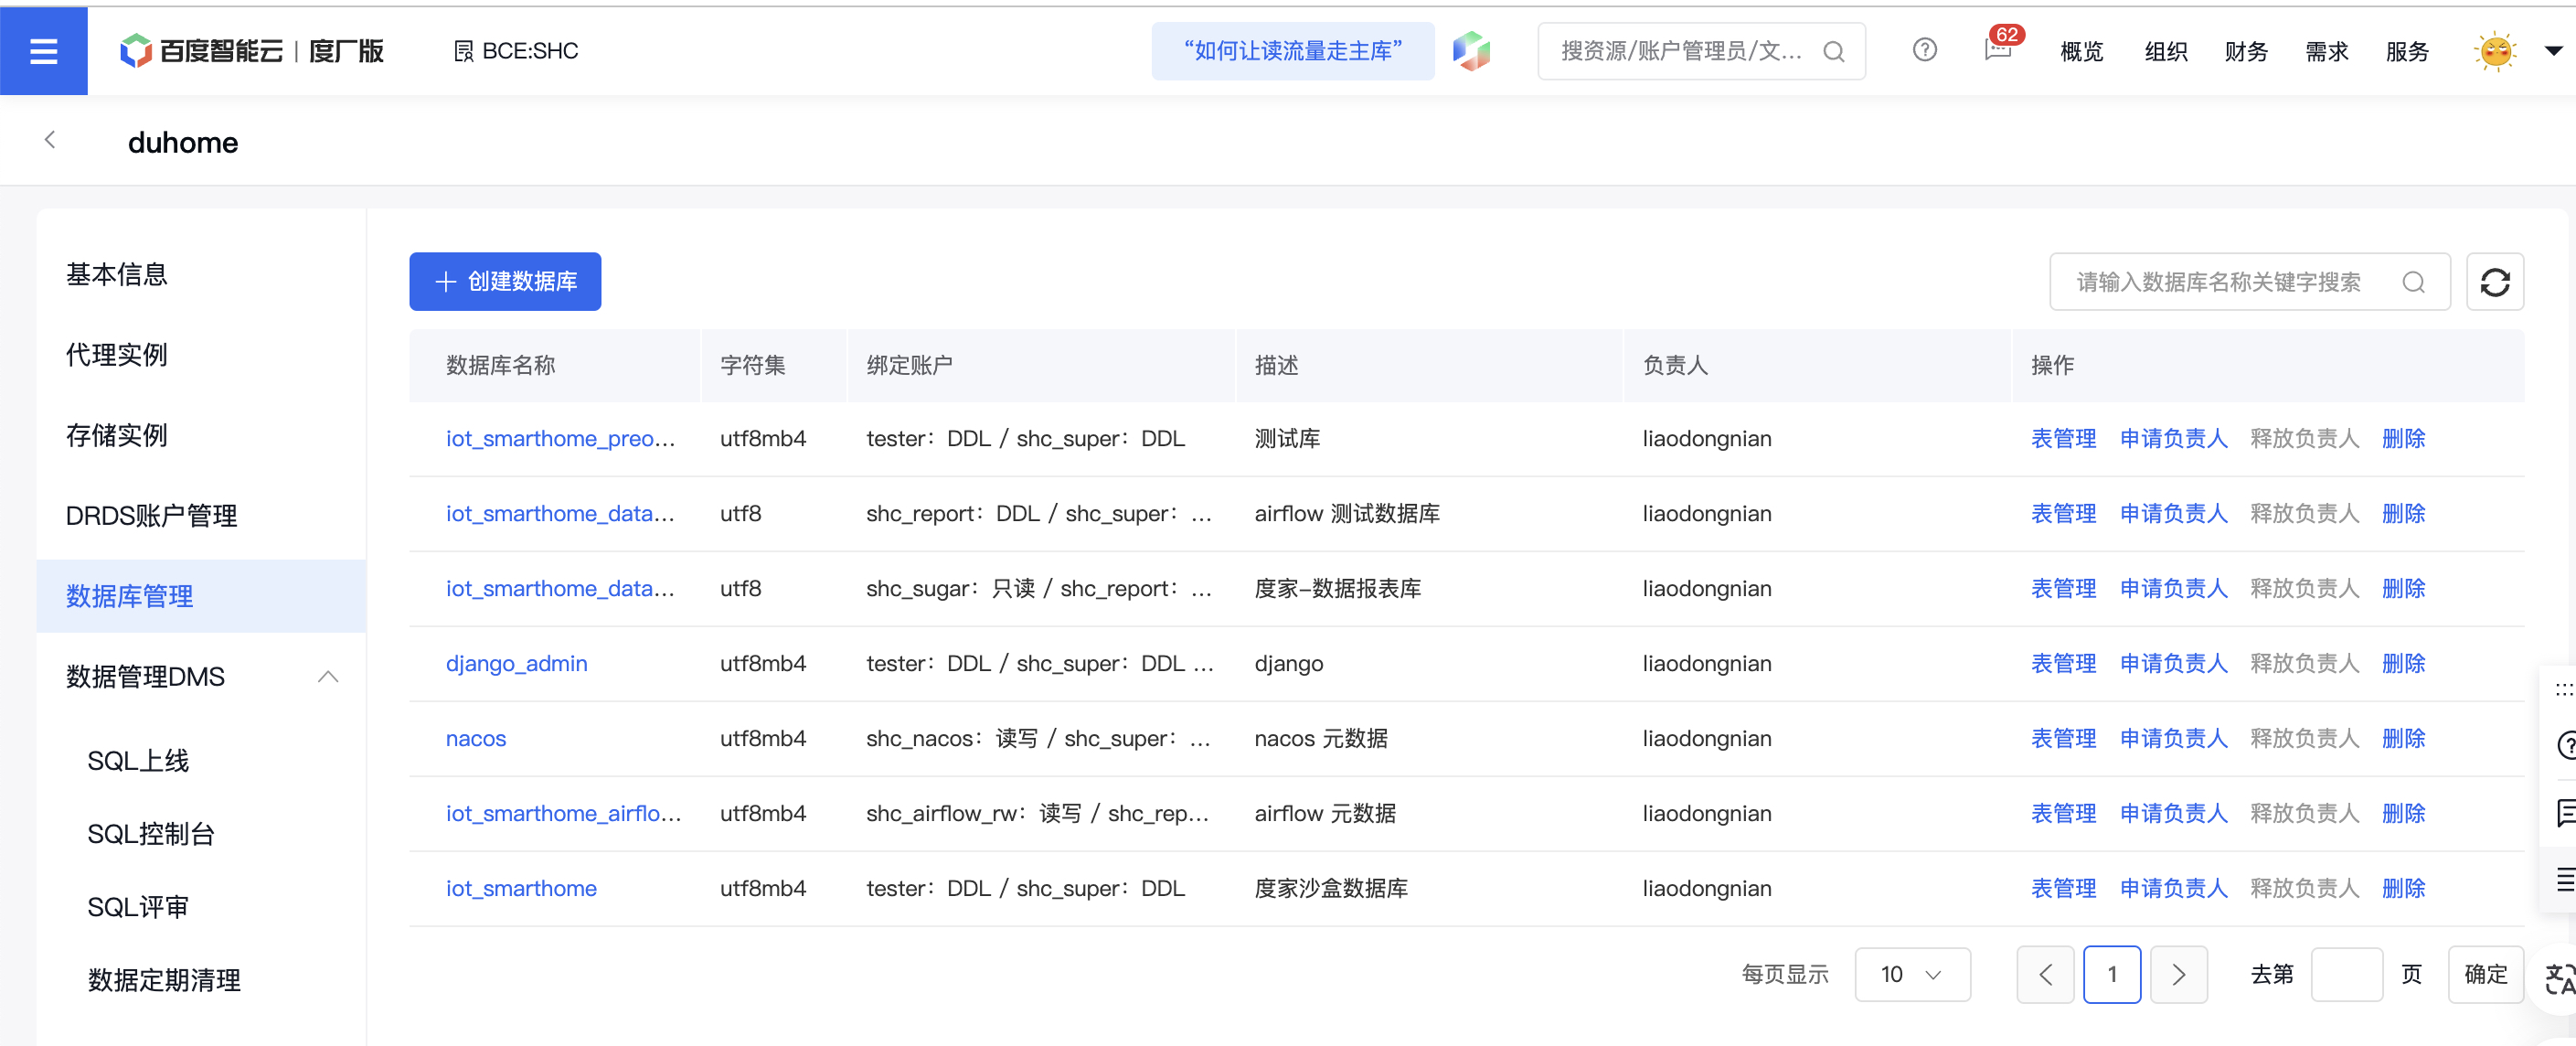 百度智能云 | 度厂版
BCE:SHC
“如何让读流量走主库”
搜资源/账户管理员/文...
62
概览 组织 财务 需求 服务
duhome
基本信息
代理实例
存储实例
DRDS账户管理
数据库管理
数据管理DMS
SQL上线
SQL控制台
SQL评审
数据定期清理
创建数据库
请输入数据库名称关键字搜索
数据库名称 字符集 绑定账户 描述 负责人 操作
iot_smarthome_preo... utf8mb4 tester：DDL / shc_super：DDL 测试库 liaodongnian 表管理 申请负责人 释放负责人 删除
iot_smarthome_data... utf8 shc_report：DDL / shc_super：... airflow 测试数据库 liaodongnian 表管理 申请负责人 释放负责人 删除
iot_smarthome_data... utf8 shc_sugar：只读 / shc_report：... 度家-数据报表库 liaodongnian 表管理 申请负责人 释放负责人 删除
django_admin utf8mb4 tester：DDL / shc_super：DDL ... django liaodongnian 表管理 申请负责人 释放负责人 删除
nacos utf8mb4 shc_nacos：读写 / shc_super：... nacos 元数据 liaodongnian 表管理 申请负责人 释放负责人 删除
iot_smarthome_airflo... utf8mb4 shc_airflow_rw：读写 / shc_rep... airflow 元数据 liaodongnian 表管理 申请负责人 释放负责人 删除
iot_smarthome utf8mb4 tester：DDL / shc_super：DDL 度家沙盒数据库 liaodongnian 表管理 申请负责人 释放负责人 删除
每页显示 10 1 去第 页 确定